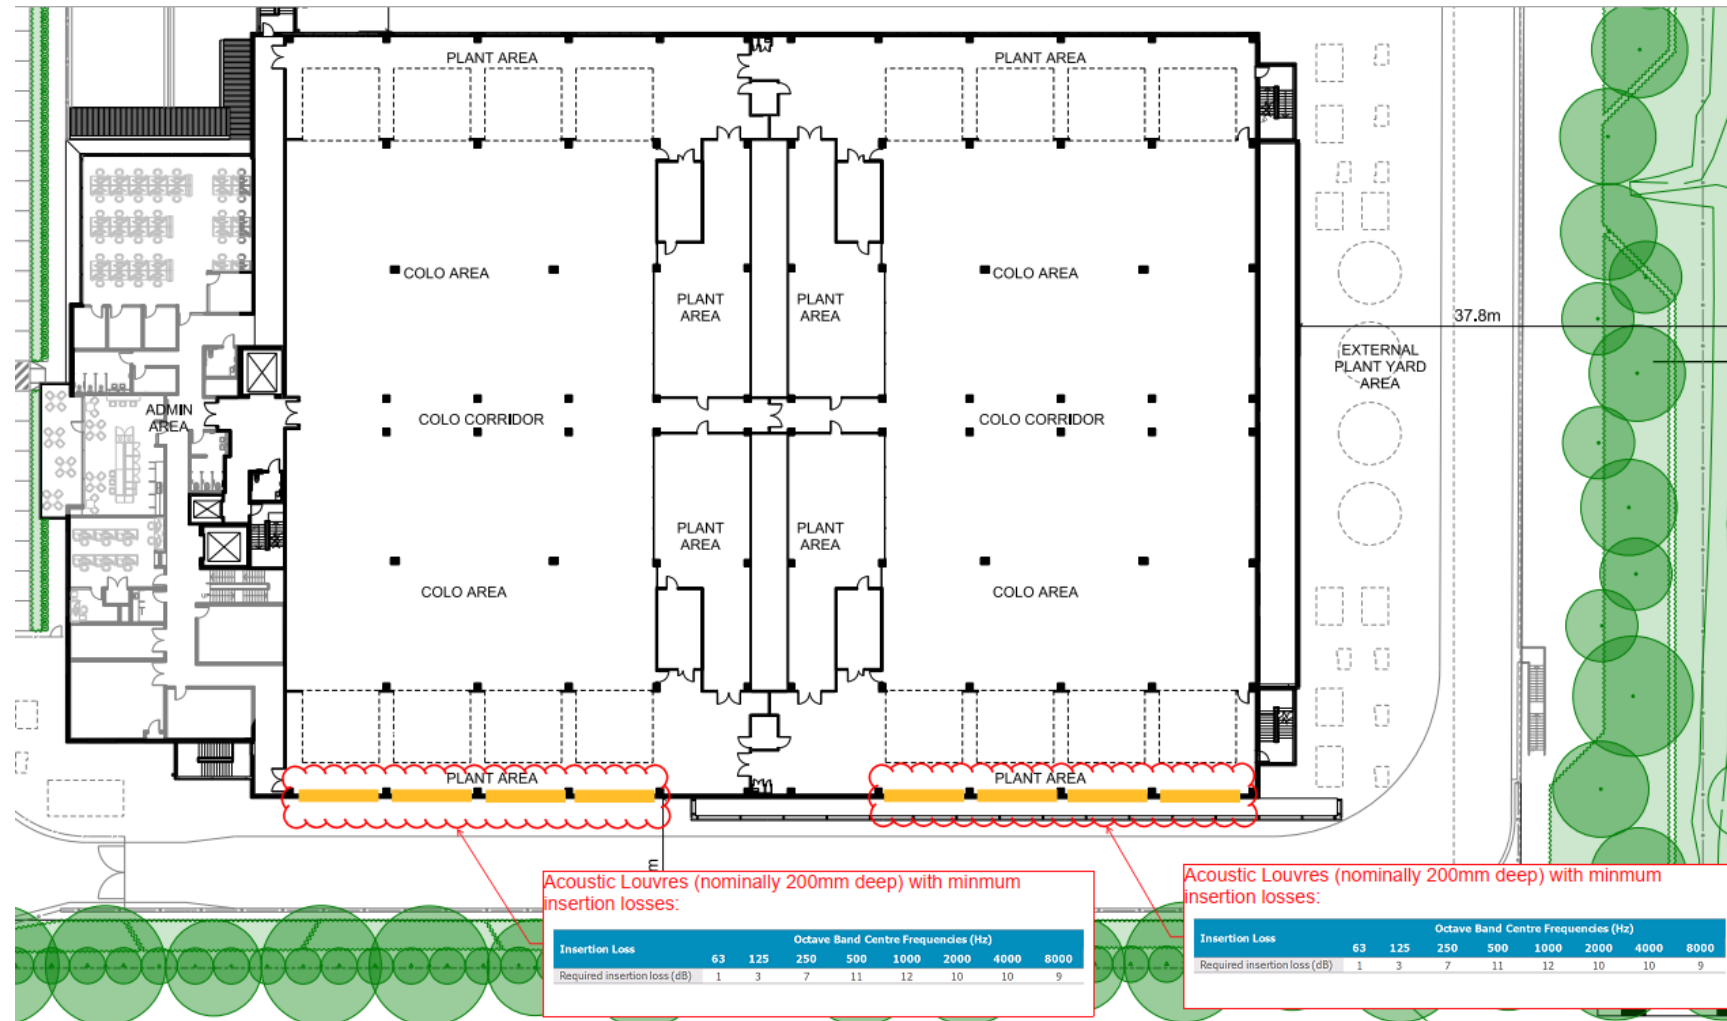 PLANT AREA
PLANT AREA
COLO AREA
COLO AREA
PLANT
AREA
PLANT
AREA
37.8m
EXTERNAL
PLANT YARD
AREA
ADMIN
AREA
COLO CORRIDOR
COLO CORRIDOR
PLANT
AREA
PLANT
AREA
COLO AREA
COLO AREA
PLANT AREA
PLANT AREA
m
Acoustic Louvres (nominally 200mm deep) with minmum
insertion losses:
Insertion Loss
Octave Band Centre Frequencies (Hz)
63 125 250 500 1000 2000 4000 8000
Required insertion loss (dB) 1 3 7 11 12 10 10 9
Acoustic Louvres (nominally 200mm deep) with minmum
insertion losses:
Insertion Loss
Octave Band Centre Frequencies (Hz)
63 125 250 500 1000 2000 4000 8000
Required insertion loss (dB) 1 3 7 11 12 10 10 9